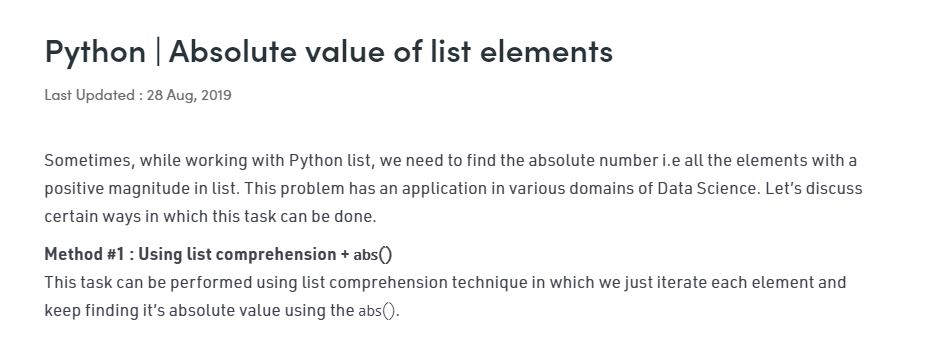 Python | Absolute value of list elements
Last Updated : 28 Aug, 2019
Sometimes, while working with Python list, we need to find the absolute number i.e all the elements with a
positive magnitude in list. This problem has an application in various domains of Data Science. Let’s discuss
certain ways in which this task can be done.
Method #1 : Using list comprehension + abs()
This task can be performed using list comprehension technique in which we just iterate each element and
keep finding it’s absolute value using the abs().